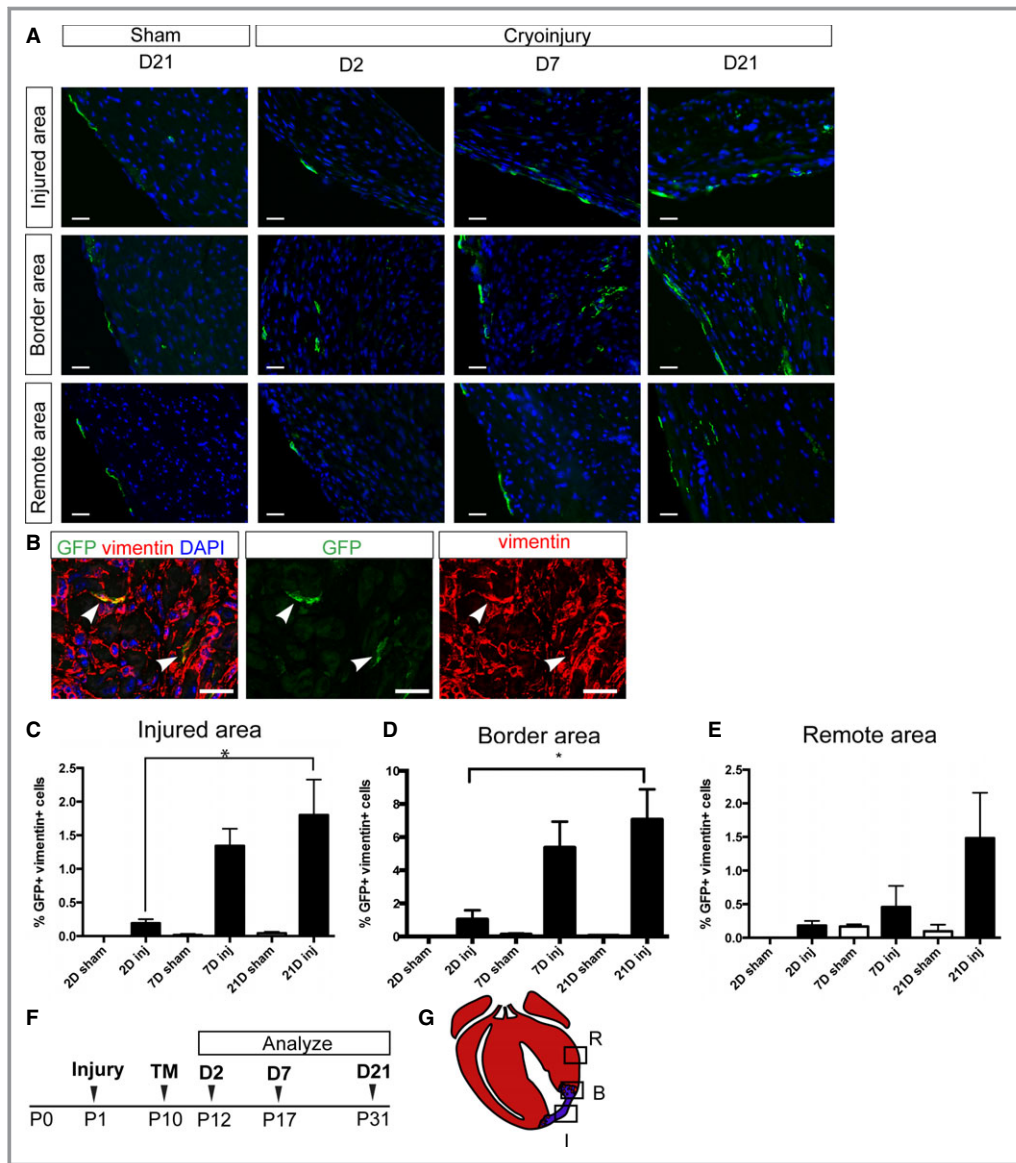 A
Sham
Cryoinjury
D21
D2
D7
D21
Injured area
Border area
Remote area
B
GFP vimentin DAPI
GFP
vimentin
C
Injured area
% GFP+ vimentin+ cells
2.5
2.0
1.5
1.0
0.5
0.0
*
2D sham
2D inj
7D sham
7D inj
21D sham
21D inj
D
Border area
% GFP+ vimentin+ cells
10
8
6
4
2
0
*
2D sham
2D inj
7D sham
7D inj
21D sham
21D inj
E
Remote area
% GFP+ vimentin+ cells
2.5
2.0
1.5
1.0
0.5
0.0
2D sham
2D inj
7D sham
7D inj
21D sham
21D inj
F
Analyze
Injury
TM
D2
D7
D21
P0
P1
P10
P12
P17
P31
G
R
B
I